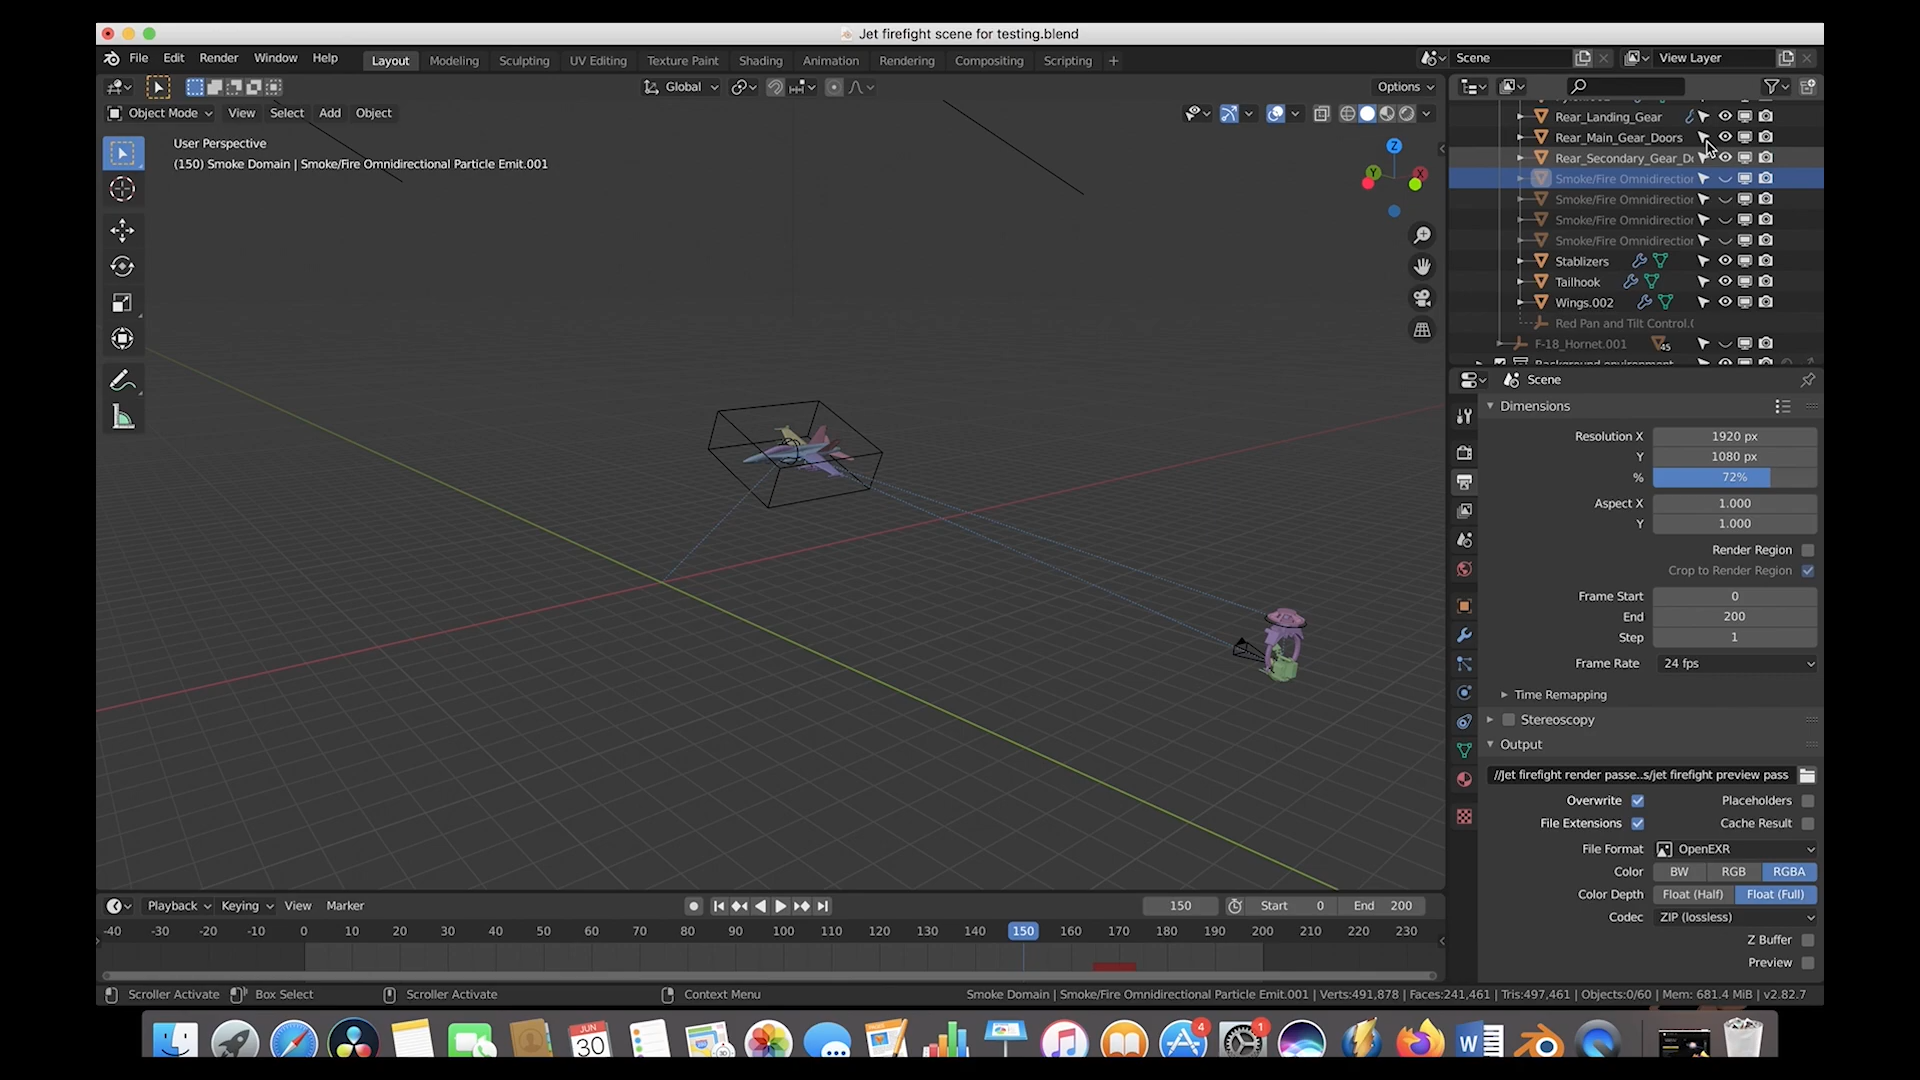 Jet firefight scene for testing.blend
File Edit Render Window Help Layout Modeling Sculpting UV Editing Texture Paint Shading Animation Rendering Compositing Scripting + Scene View Layer
Global Options
Object Mode View Select Add Object
User Perspective
(150) Smoke Domain | Smoke/Fire Omnidirectional Particle Emit.001
Z
Y
X
Rear_Landing_Gear
Rear_Main_Gear_Doors
Rear_Secondary_Gear_Do
Smoke/Fire Omnidirection
Smoke/Fire Omnidirection
Smoke/Fire Omnidirection
Smoke/Fire Omnidirection
Stablizers
Tailhook
Wings.002
Red Pan and Tilt Control.0
F-18_Hornet.001 45
Background environment
Scene
Dimensions
Resolution X 1920 px
Y 1080 px
% 72%
Aspect X 1.000
Y 1.000
Render Region
Crop to Render Region
Frame Start 0
End 200
Step 1
Frame Rate 24 fps
Time Remapping
Stereoscopy
Output
//Jet firefight render passe..s/jet firefight preview pass
Overwrite Placeholders
File Extensions Cache Result
File Format OpenEXR
Color BW RGB RGBA
Color Depth Float (Half) Float (Full)
Codec ZIP (lossless)
Z Buffer
Preview
Playback Keying View Marker 150 Start 0 End 200
-40 -30 -20 -10 0 10 20 30 40 50 60 70 80 90 100 110 120 130 140 150 160 170 180 190 200 210 220 230
Scroller Activate Box Select Scroller Activate Context Menu Smoke Domain | Smoke/Fire Omnidirectional Particle Emit.001 | Verts:491,878 | Faces:241,461 | Tris:497,461 | Objects:0/60 | Mem: 681.4 MiB | v2.82.7
JUN
30
4
1
W